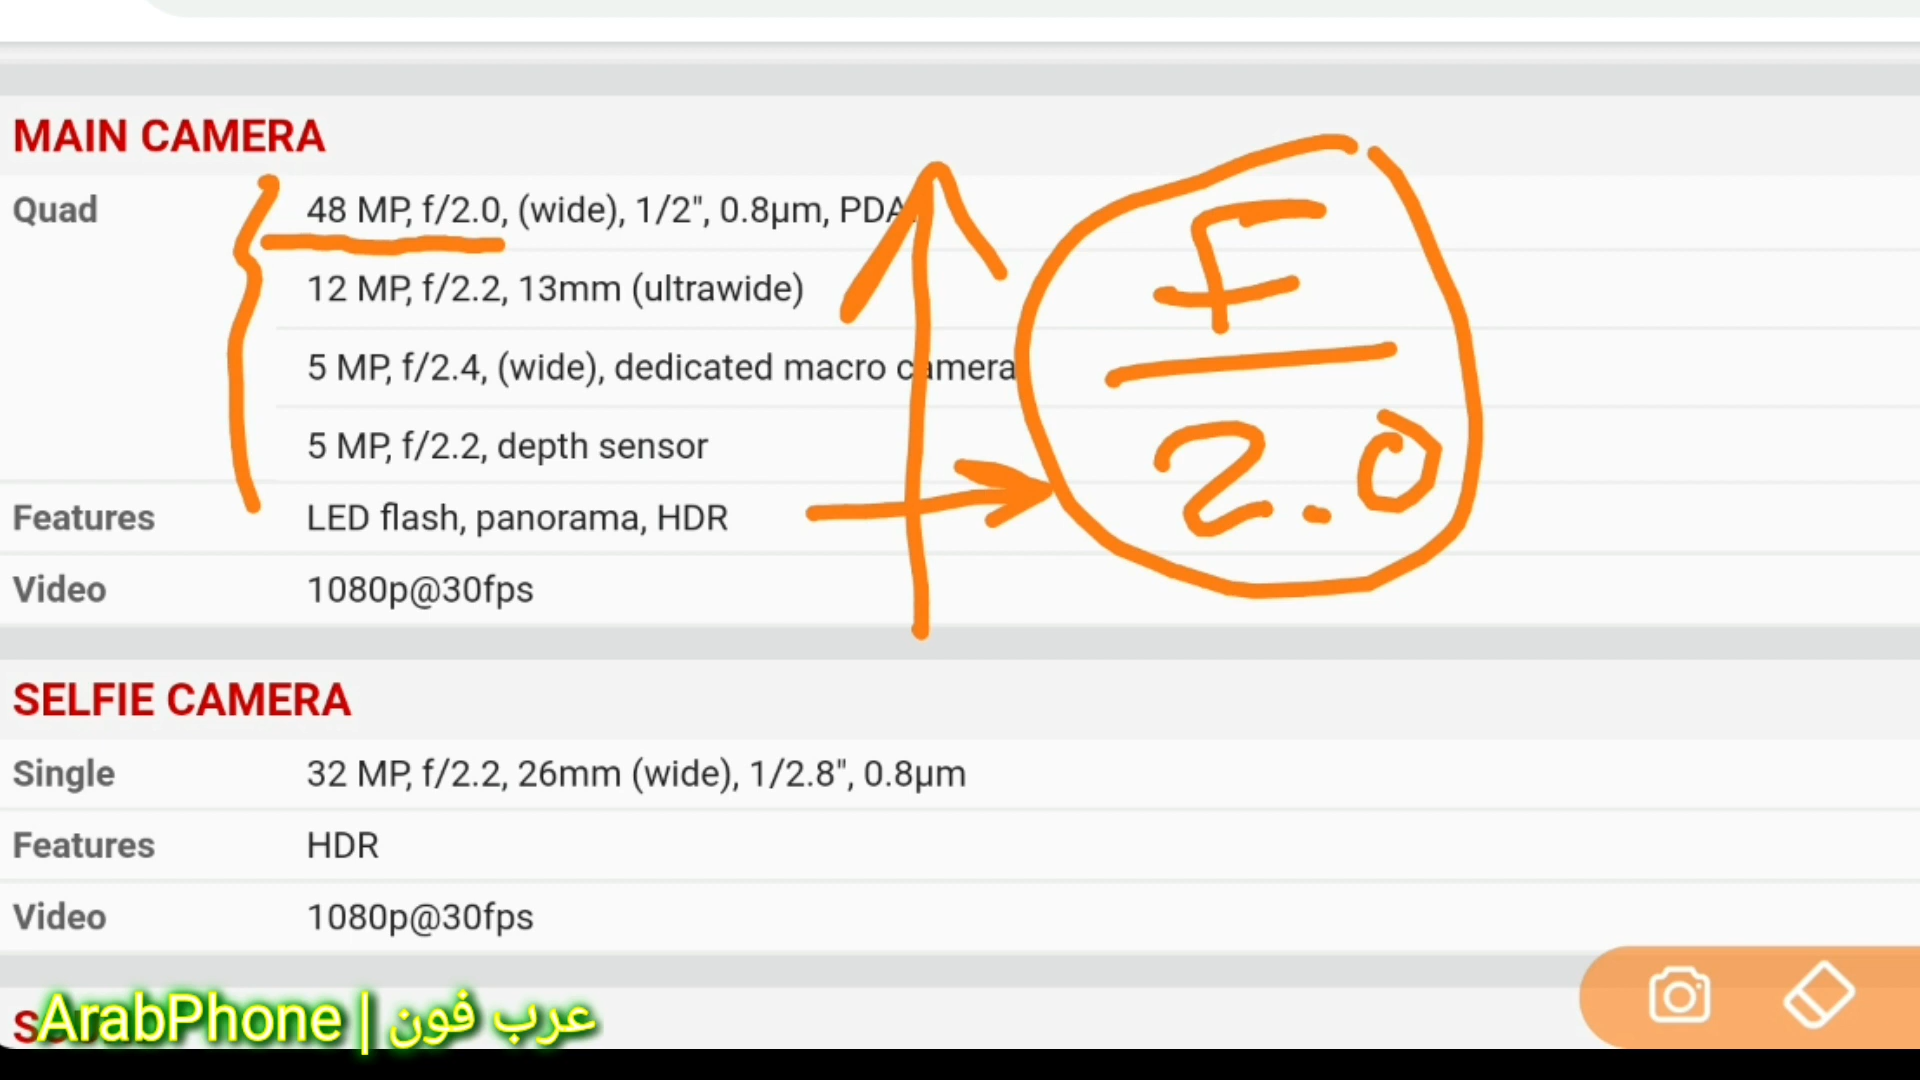 MAIN CAMERA
Quad 48 MP, f/2.0, (wide), 1/2", 0.8μm, PDAF
12 MP, f/2.2, 13mm (ultrawide)
5 MP, f/2.4, (wide), dedicated macro camera
5 MP, f/2.2, depth sensor
Features LED flash, panorama, HDR
Video 1080p@30fps
F
2.0
SELFIE CAMERA
Single 32 MP, f/2.2, 26mm (wide), 1/2.8", 0.8μm
Features HDR
Video 1080p@30fps
ArabPhone | عرب فون